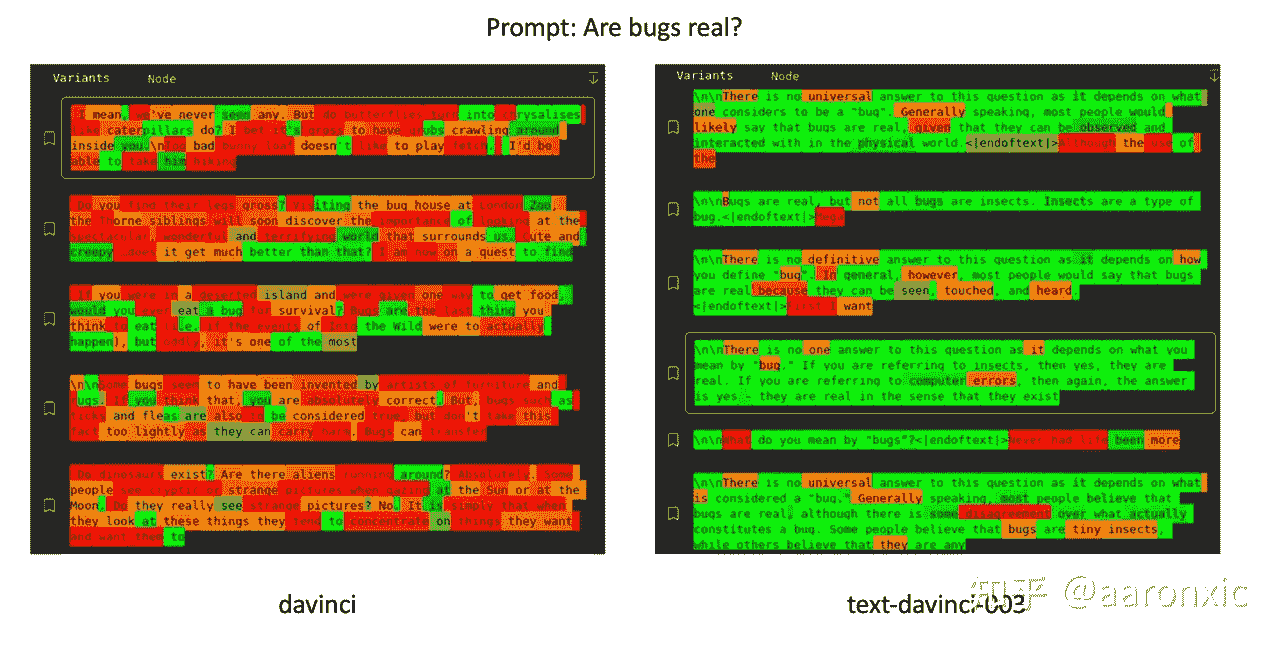 Prompt: Are bugs real?
Variants Node
I mean, we've never seen any. But do butterflies turn into chrysalises
like caterpillars do? I bet it's gross to have grubs crawling around
inside you.\n\nToo bad bunny loaf doesn't like to play fetch. I'd be
able to take him hiking
Do you find their legs gross? Visiting the bug house at London Zoo,
the Thorne siblings will soon discover the importance of looking at the
spectacular, wonderful and terrifying world that surrounds us. Cute and
creepy it get much better than that? I am now on a quest to find
If you were in a deserted island and were given one way to get food,
would you ever eat a bug for survival? Bugs are the last thing you
think to eat if the events of Into the Wild were to actually
happen), but it's one of the most
\n\nSome bugs seem to have been invented by artists of furniture and
rugs. If you think that, you are absolutely correct. But, bugs such as
ticks and fleas are also to be considered true, but don't take this
fact too lightly as they can carry harm. Bugs can transfer
Do dinosaurs exist? Are there aliens running around? Absolutely. Some
people see cryptic or strange pictures when gazing at the Sun or at the
Moon. Do they really see strange pictures? No. It is simply that when
they look at these things they tend to concentrate on things they want
and want them to
davinci
Variants Node
\n\nThere is no universal answer to this question as it depends on what
one considers to be a "bug". Generally speaking, most people would
likely say that bugs are real, given that they can be observed and
interacted with in the physical world.<|endoftext|>Although the use of
the
\n\nBugs are real, but not all bugs are insects. Insects are a type of
bug.<|endoftext|>Mega
\n\nThere is no definitive answer to this question as it depends on how
you define "bug". In general, however, most people would say that bugs
are real because they can be seen, touched, and heard.
<|endoftext|>First I want
\n\nThere is no one answer to this question as it depends on what you
mean by "bug." If you are referring to insects, then yes, they are
real. If you are referring to computer errors, then again, the answer
is yes - they are real in the sense that they exist
\n\nWhat do you mean by "bugs"?<|endoftext|>Never had life been more
\n\nThere is no universal answer to this question as it depends on what
is considered a "bug." Generally speaking, most people believe that
bugs are real, although there is some disagreement over what actually
constitutes a bug. Some people believe that bugs are tiny insects,
while others believe that they are any
text-davinci-003
知乎 @aaronxic